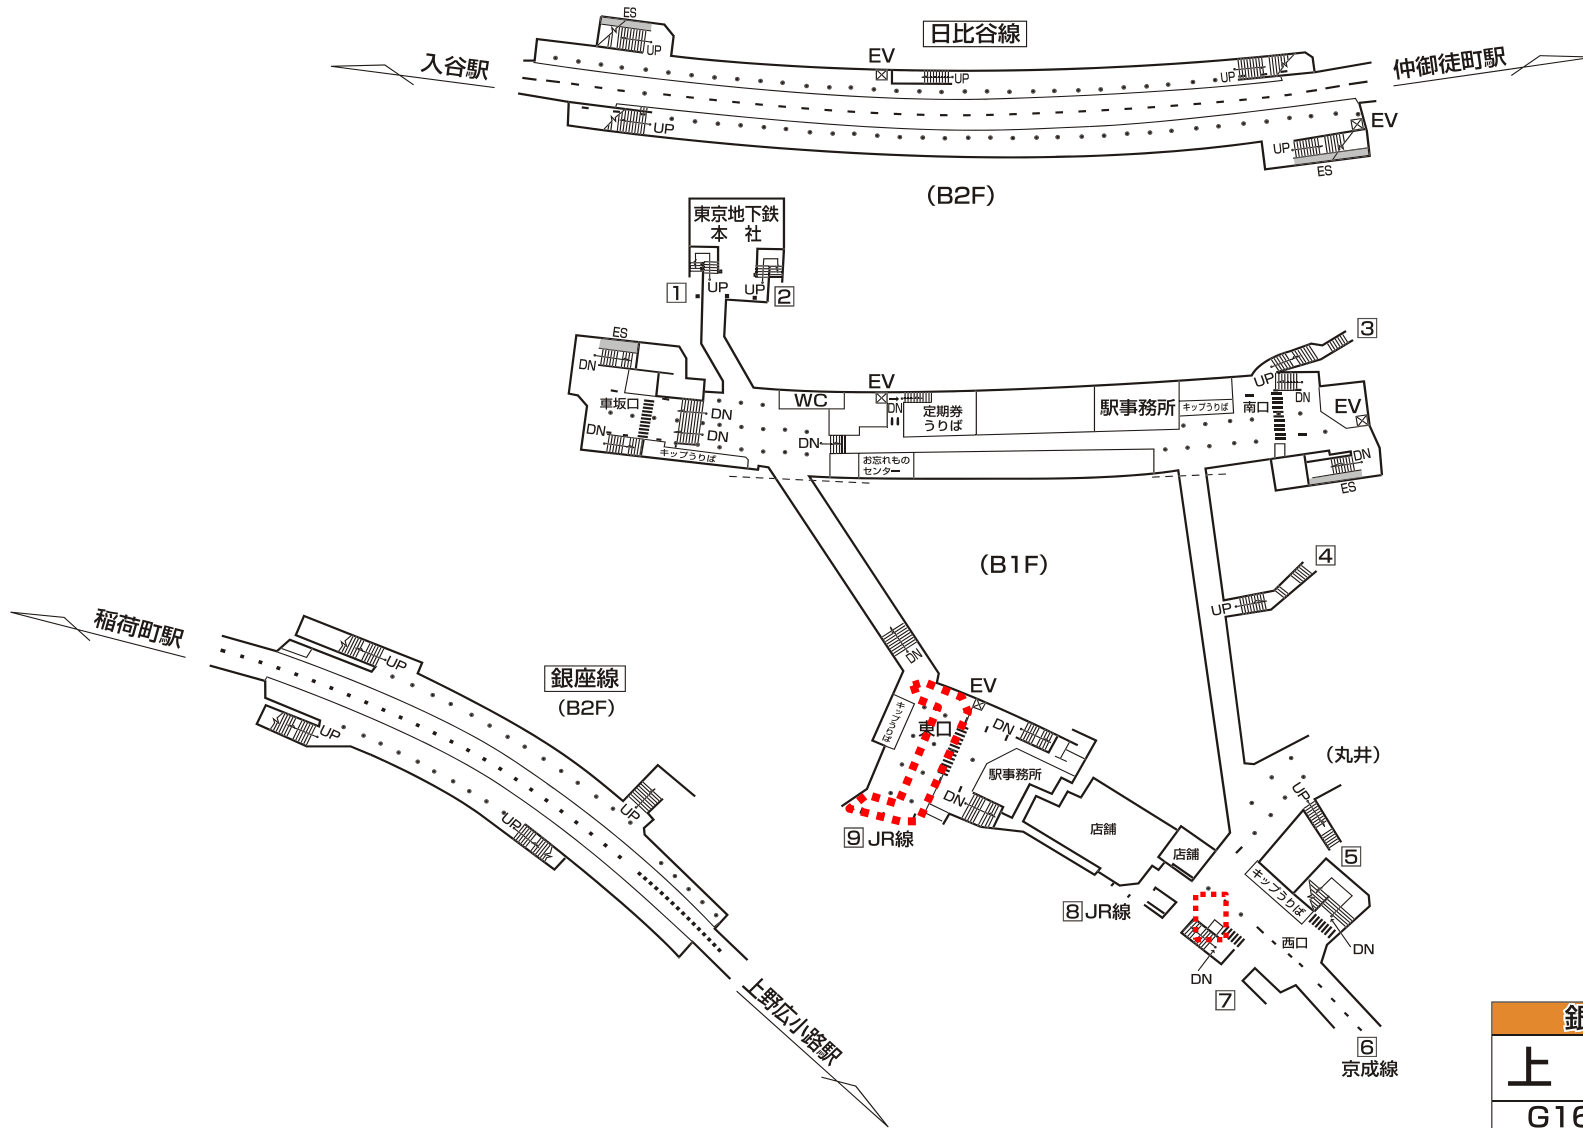 ES
日比谷線
入谷駅
UP
EV
UP
UP
仲御徒町駅
UP
EV
UP
ES
(B2F)
東京地下鉄
本 社
1
UP
UP
2
ES
DN
車坂口
DN
DN
DN
キップうりば
WC
EV
DN
定期券
うりば
DN
お忘れもの
センター
駅事務所
キップうりば
UP
3
南口
DN
EV
DN
ES
(B1F)
4
UP
稲荷町駅
UP
銀座線
(B2F)
UP
UP
UP
上野広小路駅
DN
EV
キップうりば
東口
DN
駅事務所
DN
9 JR線
店舗
店舗
8 JR線
(丸井)
UP
5
キップうりば
西口
DN
DN
7
6
京成線
銀
上
G16